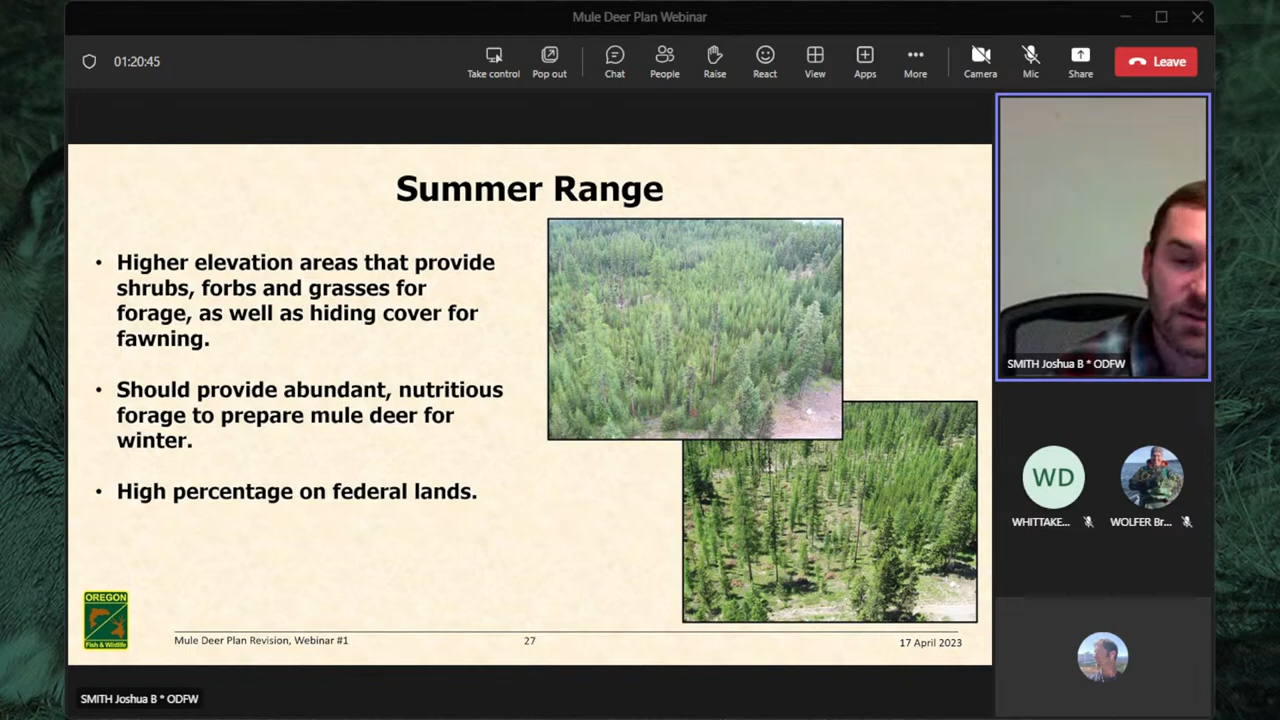 Mule Deer Plan Webinar
01:20:45
Take control
Pop out
Chat
People
Raise
React
View
Apps
More
Camera
Mic
Share
Leave
Summer Range
• Higher elevation areas that provide
shrubs, forbs and grasses for
forage, as well as hiding cover for
fawning.
• Should provide abundant, nutritious
forage to prepare mule deer for
winter.
• High percentage on federal lands.
OREGON
Fish & Wildlife
Mule Deer Plan Revision, Webinar #1
27
17 April 2023
SMITH Joshua B * ODFW
SMITH Joshua B * ODFW
WD
WHITTAKE...
WOLFER Br...